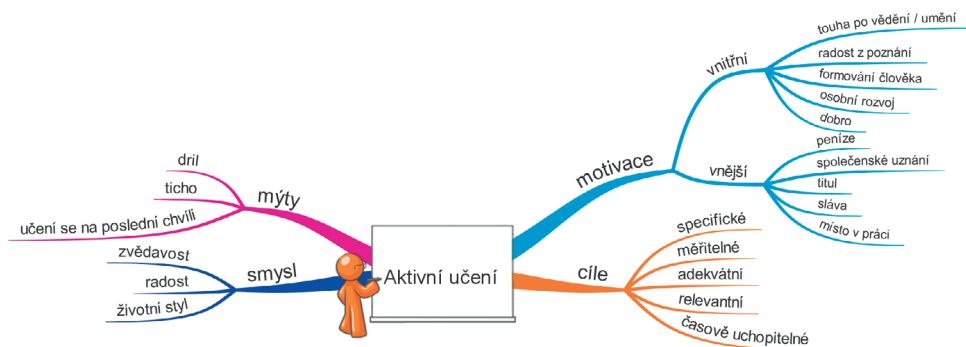 Aktivní učení
motivace
vnitřní
touha po vědění / umění
radost z poznání
formování člověka
osobní rozvoj
dobro
vnější
peníze
společenské uznání
titul
sláva
místo v práci
cíle
specifické
měřitelné
adekvátní
relevantní
časově uchopitelné
mýty
dril
ticho
učení se na poslední chvíli
smysl
zvědavost
radost
životní styl